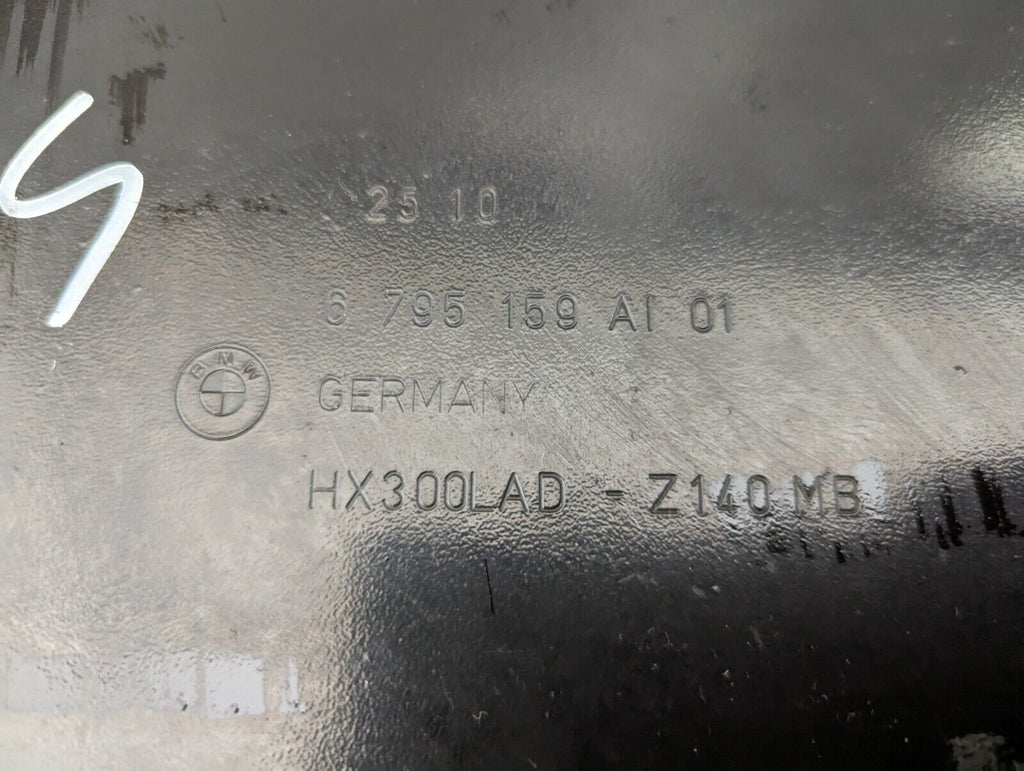 25 10
6 795 159 AI 01
BMW
GERMANY
HX300LAD - Z140 MB